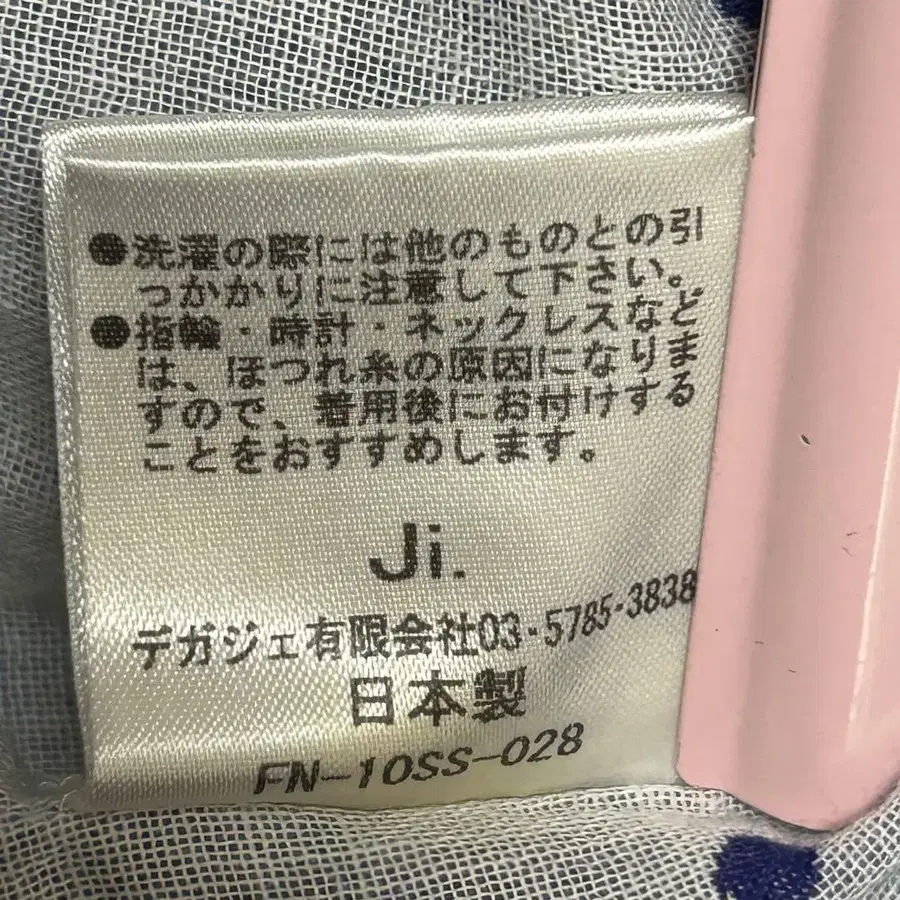 ●洗濯の際には他のものとの引
っかかりに注意して下さい。
●指輪・時計・ネックレスなど
は、ほつれ糸の原因になりま
すので、着用後にお付けする
ことをおすすめします。
Ji.
デガジェ有限会社03-5785-3838
日本製
FN-10SS-028